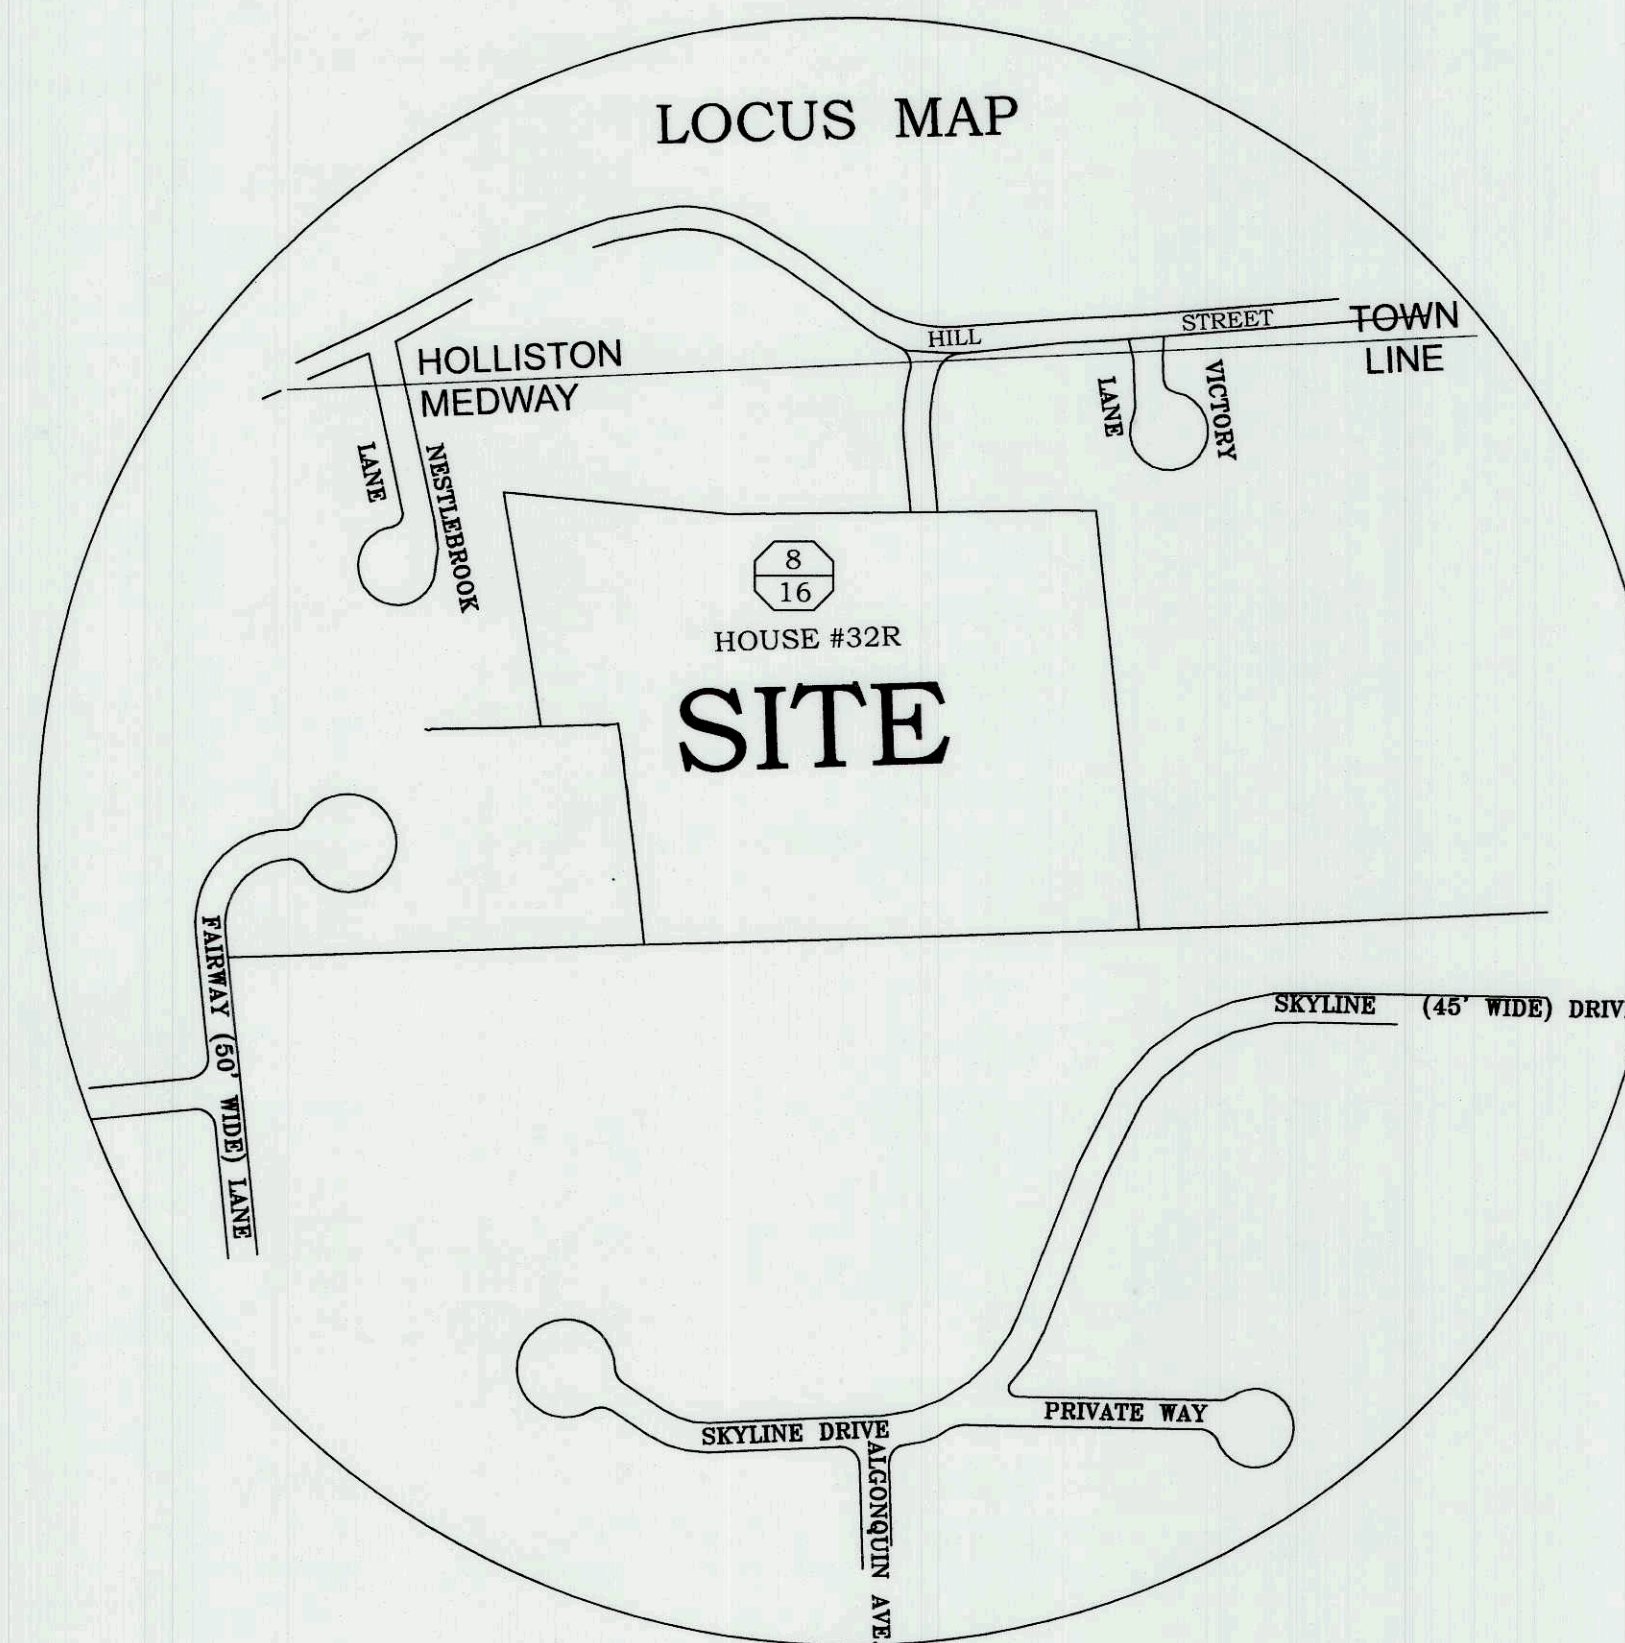 LOCUS MAP
HILL STREET
TOWN
LINE
HOLLISTON
MEDWAY
NESTLEBROOK
LANE
VICTORY
LANE
8
16
HOUSE #32R
SITE
FAIRWAY (50' WIDE) LANE
SKYLINE (45' WIDE) DRIV
PRIVATE WAY
SKYLINE DRIVE
ALGONQUIN AVE.